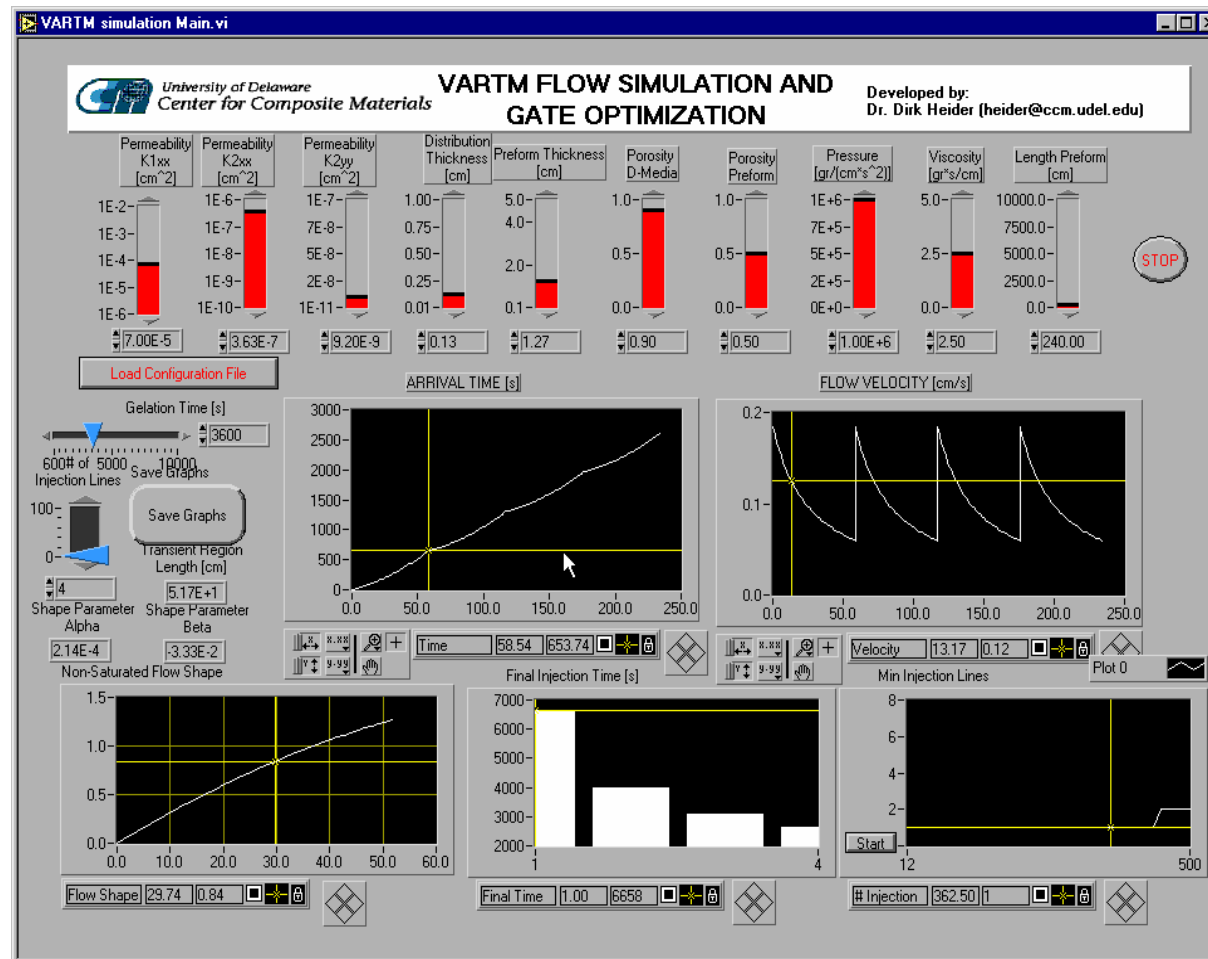 VARTM simulation Main.vi
University of Delaware
Center for Composite Materials
VARTM FLOW SIMULATION AND
GATE OPTIMIZATION
Developed by:
Dr. Dirk Heider (heider@ccm.udel.edu)
Permeability
K1xx
[cm^2]
Permeability
K2xx
[cm^2]
Permeability
K2yy
[cm^2]
Distribution
Thickness
[cm]
Preform Thickness
[cm]
Porosity
D-Media
Porosity
Preform
Pressure
[gr/(cm*s^2)]
Viscosity
[gr*s/cm]
Length Preform
[cm]
1E-2
1E-3
1E-4
1E-5
1E-6
1E-6
1E-7
1E-8
1E-9
1E-10
1E-7
7E-8
5E-8
2E-8
1E-11
1.00
0.75
0.50
0.25
0.01
5.0
4.0
2.0
0.1
1.0
0.5
0.0
1.0
0.5
0.0
1E+6
7E+5
5E+5
2E+5
0E+0
5.0
2.5
0.0
10000.0
7500.0
5000.0
2500.0
0.0
STOP
7.00E-5
3.63E-7
9.20E-9
0.13
1.27
0.90
0.50
1.00E+6
2.50
240.00
Load Configuration File
ARRIVAL TIME [s]
FLOW VELOCITY [cm/s]
Gelation Time [s]
3600
600
5000
10000
# of
Injection Lines
Save Graphs
Save Graphs
100
0
4
Transient Region
Length [cm]
5.17E+1
Shape Parameter
Alpha
2.14E-4
Shape Parameter
Beta
-3.33E-2
3000
2500
2000
1500
1000
500
0
0.0 50.0 100.0 150.0 200.0 250.0
Time 58.54 653.74
0.2
0.1
0.0
0.0 50.0 100.0 150.0 200.0 250.0
Velocity 13.17 0.12
Plot 0
Non-Saturated Flow Shape
1.5
1.0
0.5
0.0
0.0 10.0 20.0 30.0 40.0 50.0 60.0
Flow Shape 29.74 0.84
Final Injection Time [s]
7000
6000
5000
4000
3000
2000
1 4
Final Time 1.00 6658
Min Injection Lines
8
6
4
2
Start
12 500
# Injection 362.50 1